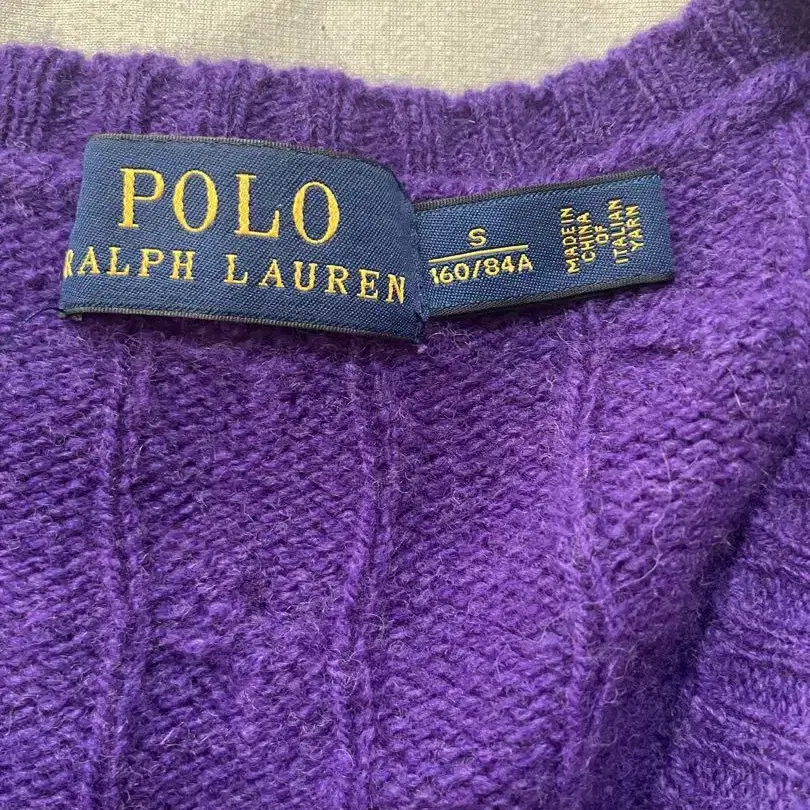 POLO
RALPH LAUREN
S
160/84A
MADE IN
CHINA
OF
ITALIAN
YARN